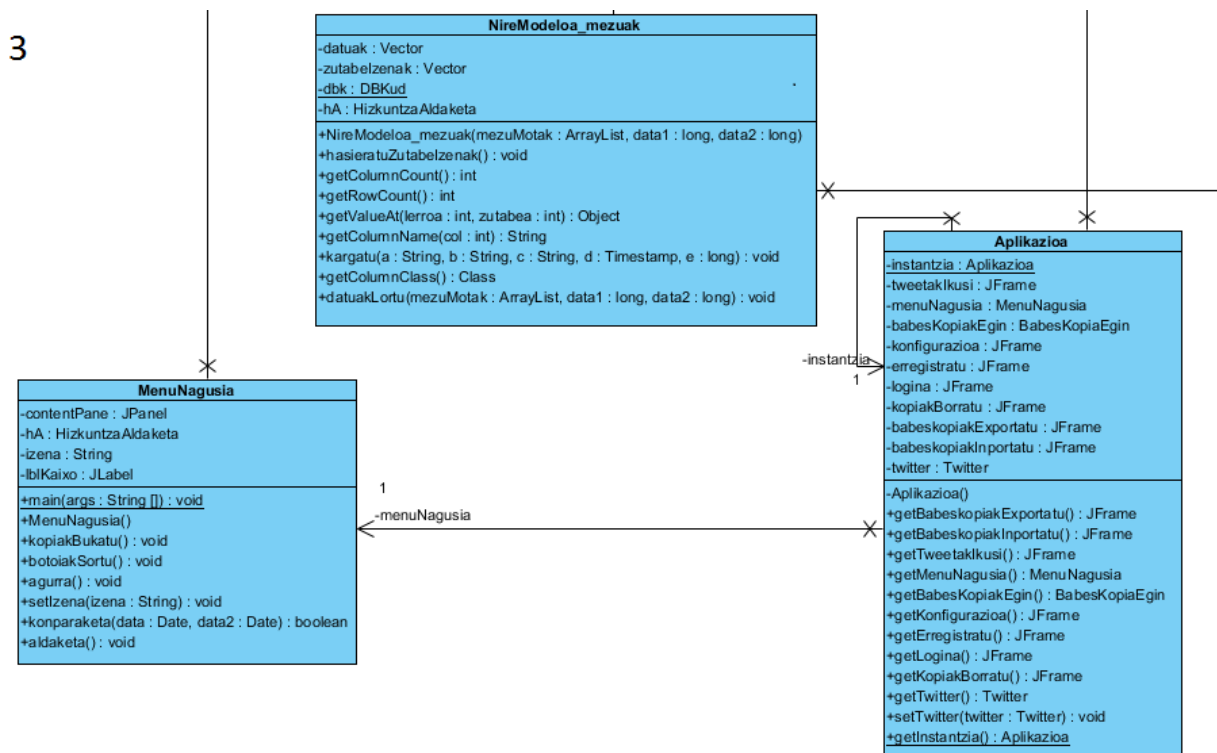 3
NireModeloa_mezuak
-datuak : Vector
-zutabeIzenak : Vector
-dbk : DBKud
-hA : HizkuntzaAldaketa
+NireModeloa_mezuak(mezuMotak : ArrayList, data1 : long, data2 : long)
+hasieratuZutabeIzenak() : void
+getColumnCount() : int
+getRowCount() : int
+getValueAt(lerroa : int, zutabea : int) : Object
+getColumnName(col : int) : String
+kargatu(a : String, b : String, c : String, d : Timestamp, e : long) : void
+getColumnClass() : Class
+datuakLortu(mezuMotak : ArrayList, data1 : long, data2 : long) : void
MenuNagusia
-contentPane : JPanel
-hA : HizkuntzaAldaketa
-izena : String
-lblKaixo : JLabel
+main(args : String []) : void
+MenuNagusia()
+kopiakBukatu() : void
+botoiakSortu() : void
+agurra() : void
+setIzena(izena : String) : void
+konparaketa(data : Date, data2 : Date) : boolean
+aldaketa() : void
1
-menuNagusia
-instantzia
1
Aplikazioa
-instantzia : Aplikazioa
-tweetakIkusi : JFrame
-menuNagusia : MenuNagusia
-babesKopiakEgin : BabesKopiaEgin
-konfigurazioa : JFrame
-erregistratu : JFrame
-logina : JFrame
-kopiakBorratu : JFrame
-babeskopiakExportatu : JFrame
-babeskopiakInportatu : JFrame
-twitter : Twitter
-Aplikazioa()
+getBabeskopiakExportatu() : JFrame
+getBabeskopiakInportatu() : JFrame
+getTweetakIkusi() : JFrame
+getMenuNagusia() : MenuNagusia
+getBabesKopiakEgin() : BabesKopiaEgin
+getKonfigurazioa() : JFrame
+getErregistratu() : JFrame
+getLogina() : JFrame
+getKopiakBorratu() : JFrame
+getTwitter() : Twitter
+setTwitter(twitter : Twitter) : void
+getInstantzia() : Aplikazioa